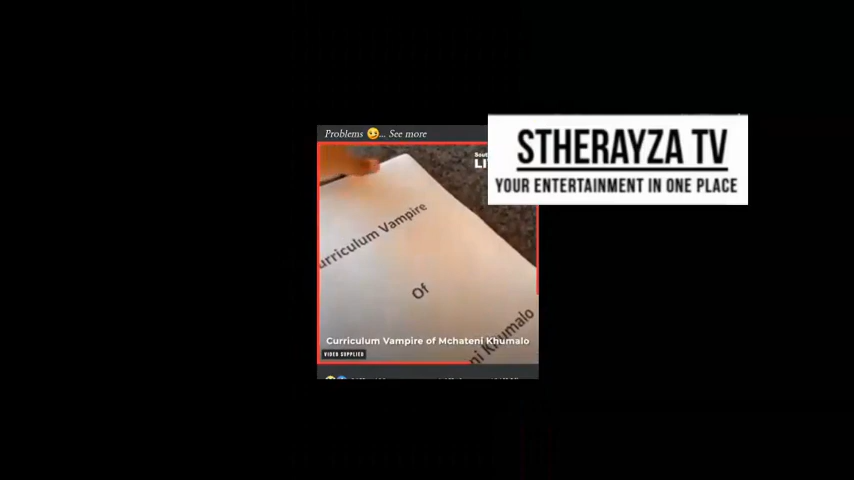 Problems 😏... See more
STHERAYZA TV
YOUR ENTERTAINMENT IN ONE PLACE
urriculum Vampire
Of
ni Khumalo
Curriculum Vampire of Mchateni Khumalo
VIDEO SUPPLIED